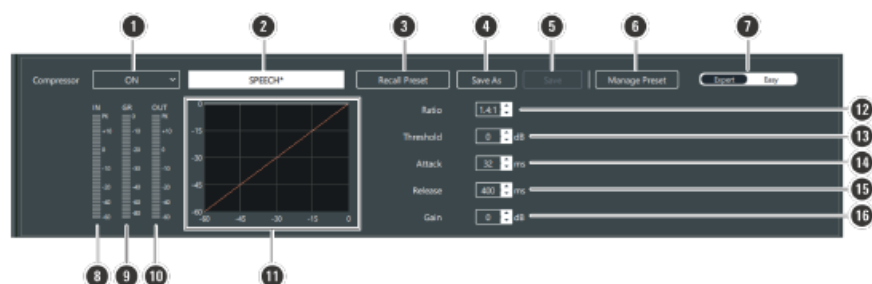 1 2 3 4 5 6 7
Compressor ON SPEECH* Recall Preset Save As Save Manage Preset Expert Easy
IN GR OUT
Ratio 1.4:1 12
Threshold 0 dB 13
Attack 32 ms 14
Release 400 ms 15
Gain 0 dB 16
0
-15
-30
-45
-60
-60 -45 -30 -15 0
8 9 10 11